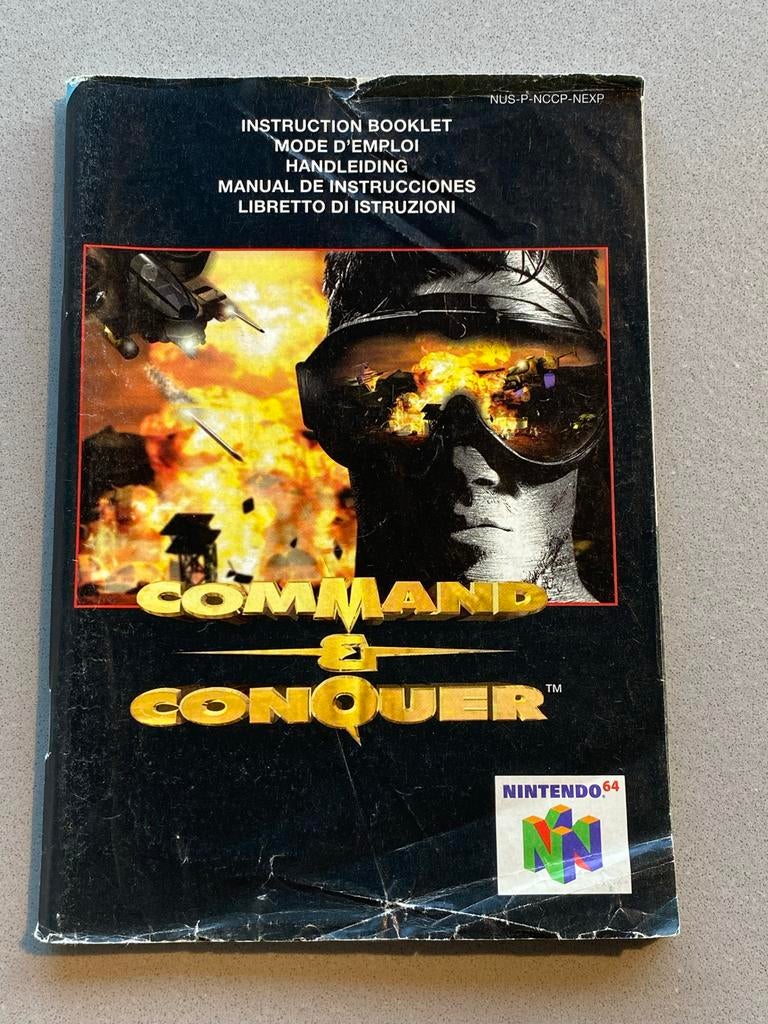 NUS-P-NCCP-NEXP
INSTRUCTION BOOKLET
MODE D'EMPLOI
HANDLEIDING
MANUAL DE INSTRUCCIONES
LIBRETTO DI ISTRUZIONI
COMMAND
&
CONQUER™
NINTENDO64
N